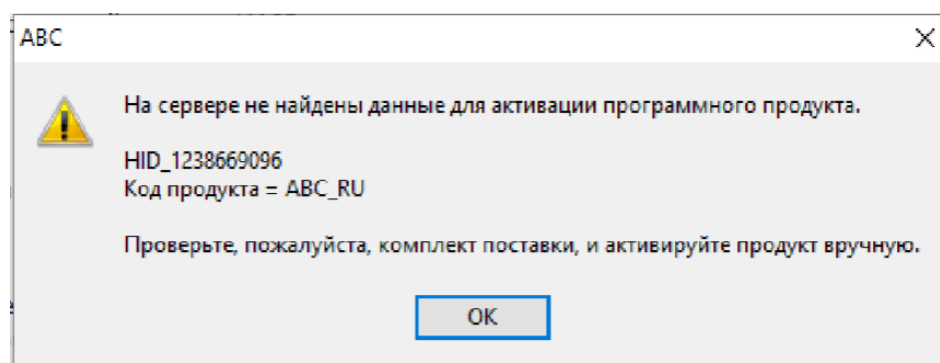 ABC
На сервере не найдены данные для активации программного продукта.
HID_1238669096
Код продукта = ABC_RU
Проверьте, пожалуйста, комплект поставки, и активируйте продукт вручную.
OK